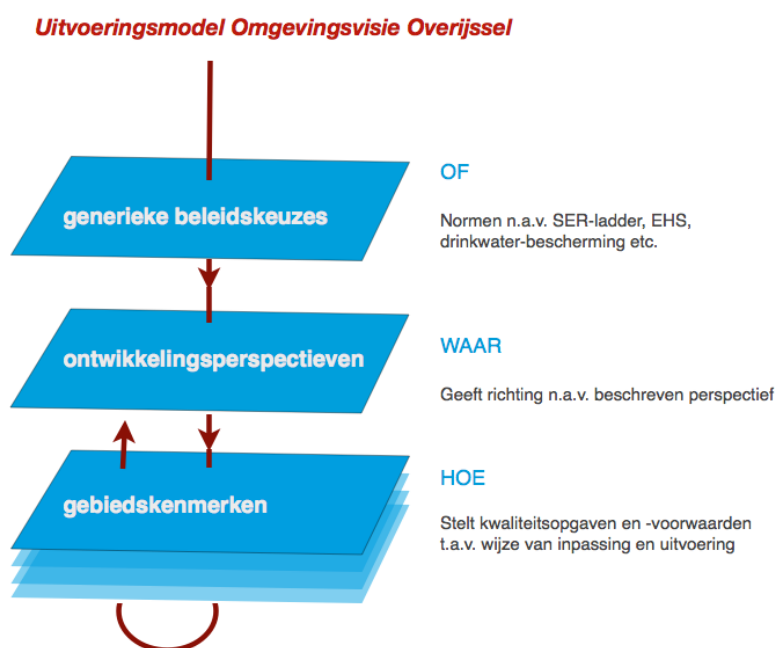 Uitvoeringsmodel Omgevingsvisie Overijssel
generieke beleidskeuzes
OF
Normen n.a.v. SER-ladder, EHS,
drinkwater-bescherming etc.
ontwikkelingsperspectieven
WAAR
Geeft richting n.a.v. beschreven perspectief
gebiedskenmerken
HOE
Stelt kwaliteitsopgaven en -voorwaarden
t.a.v. wijze van inpassing en uitvoering